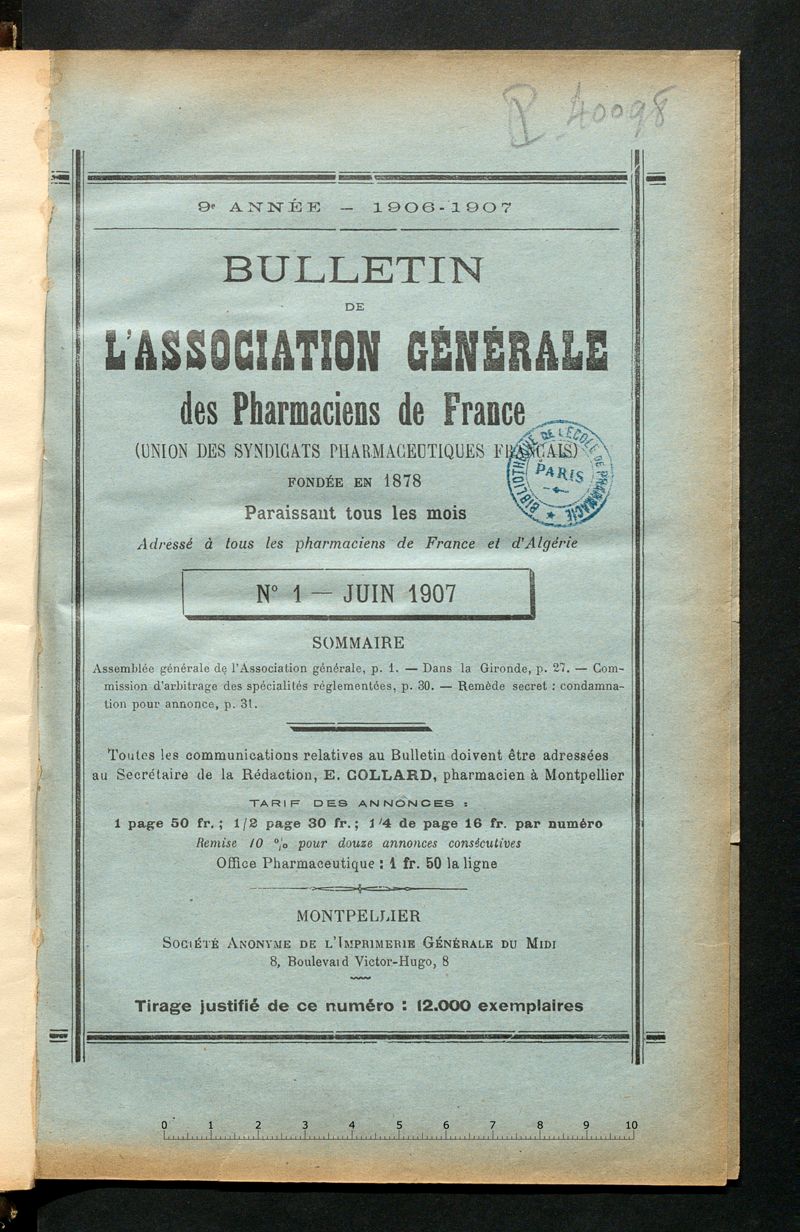 P 40098
9e ANNÉE — 1906-1907
BULLETIN
DE
L'ASSOCIATION GÉNÉRALE
des Pharmaciens de France
(UNION DES SYNDICATS PHARMACEUTIQUES FRANÇAIS)
FONDÉE EN 1878
Paraissant tous les mois
Adressé à tous les pharmaciens de France et d'Algérie
BIBLIOTHÈQUE DE L'ÉCOLE DE PHARMACIE
PARIS
No 1 — JUIN 1907
SOMMAIRE
Assemblée générale de l'Association générale, p. 1. — Dans la Gironde, p. 27. — Com-
mission d'arbitrage des spécialités réglementées, p. 30. — Remède secret : condamna-
tion pour annonce, p. 31.
Toutes les communications relatives au Bulletin doivent être adressées
au Secrétaire de la Rédaction, E. COLLARD, pharmacien à Montpellier
TARIF DES ANNONCES :
1 page 50 fr. ; 1/2 page 30 fr. ; 1/4 de page 16 fr. par numéro
Remise 10 % pour douze annonces consécutives
Office Pharmaceutique : 1 fr. 50 la ligne
MONTPELLIER
SOCIÉTÉ ANONYME DE L'IMPRIMERIE GÉNÉRALE DU MIDI
8, Boulevard Victor-Hugo, 8
Tirage justifié de ce numéro : 12.000 exemplaires
0 1 2 3 4 5 6 7 8 9 10